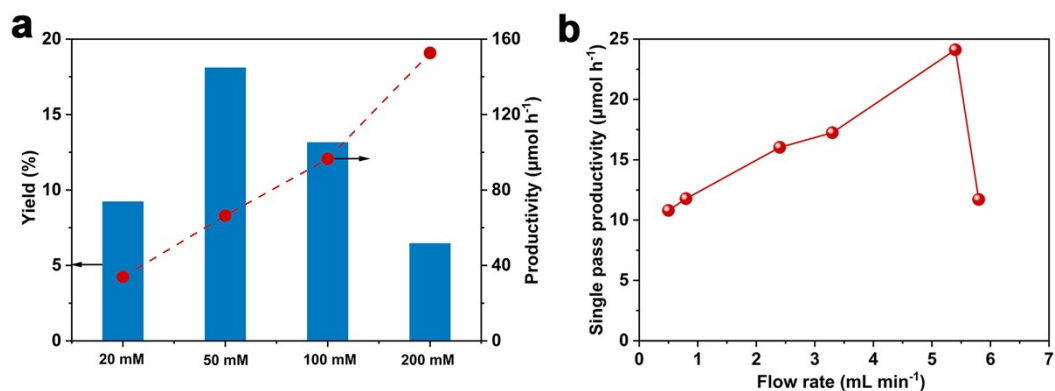 a
20
15
10
5
0
Yield (%)
160
120
80
40
0
Productivity (µmol h⁻¹)
20 mM
50 mM
100 mM
200 mM
b
25
20
15
10
5
0
Single pass productivity (µmol h⁻¹)
1
2
3
4
5
6
7
Flow rate (mL min⁻¹)